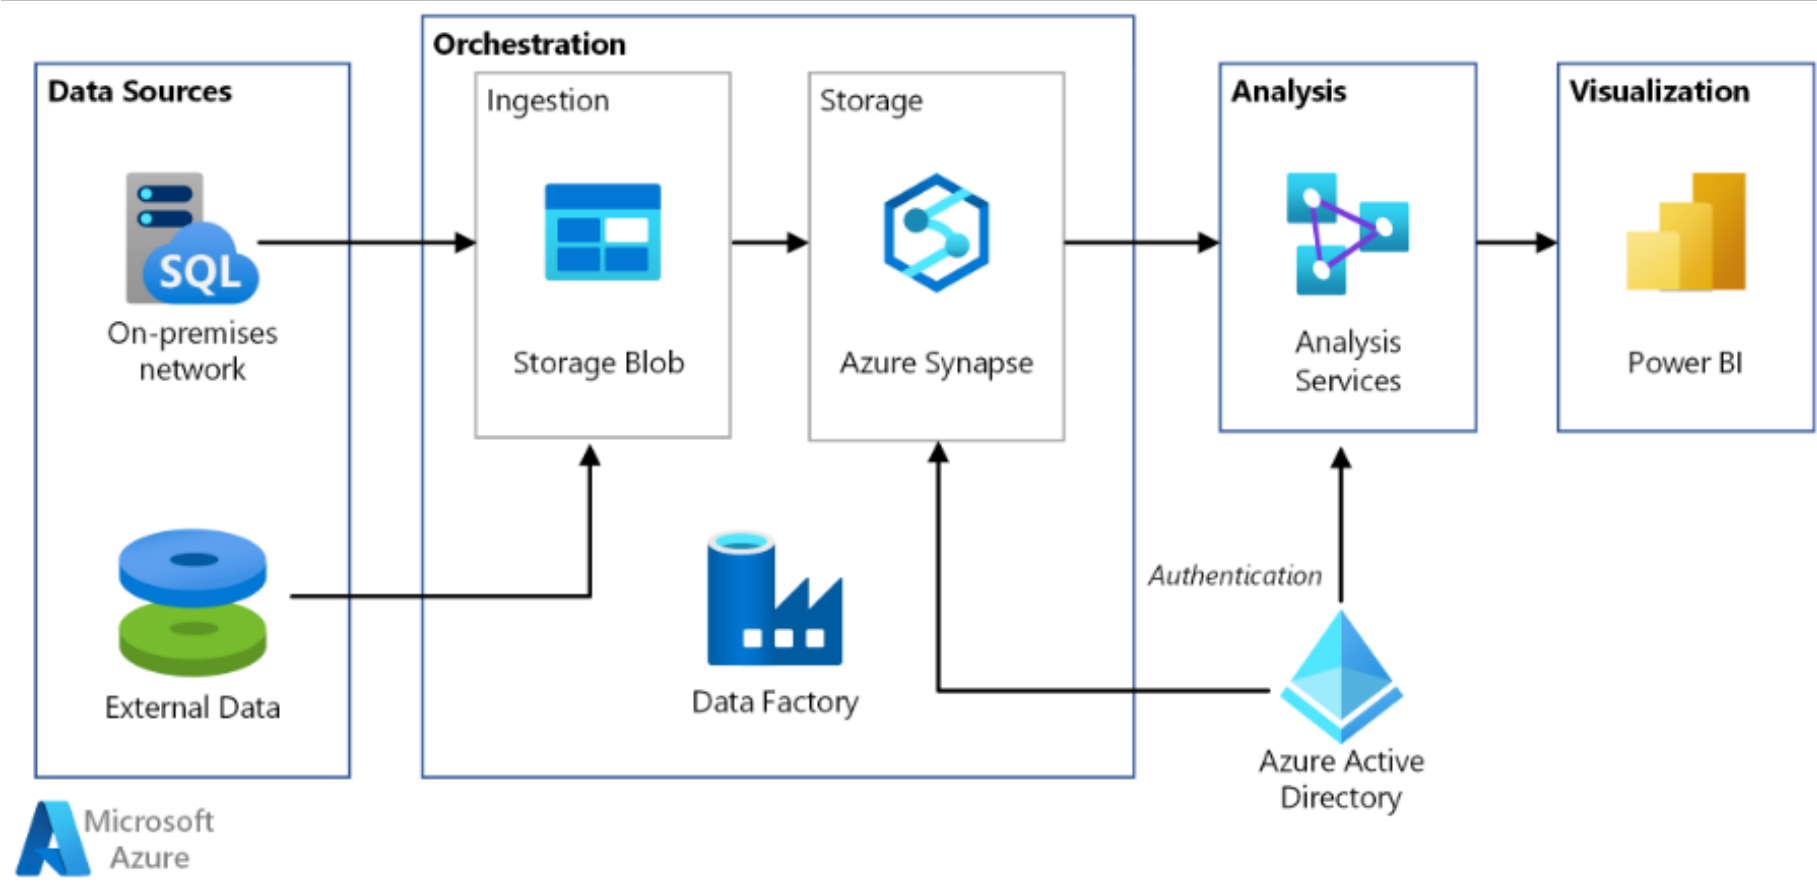 Data Sources
SQL
On-premises
network
External Data
Orchestration
Ingestion
Storage Blob
Storage
Azure Synapse
Data Factory
Analysis
Analysis
Services
Visualization
Power BI
Authentication
Azure Active
Directory
Microsoft
Azure